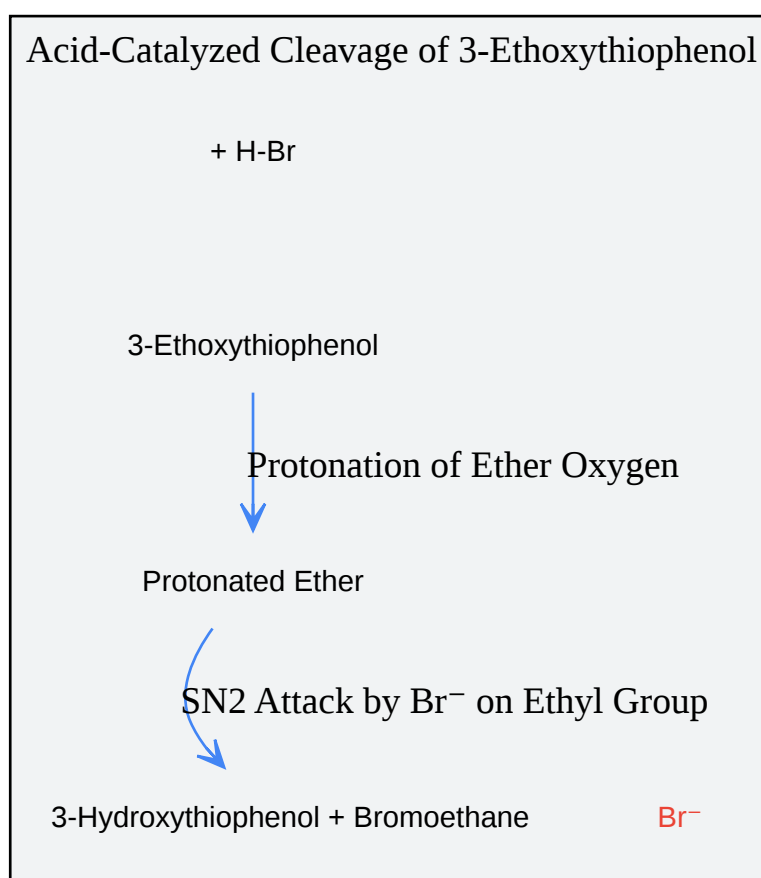 Acid-Catalyzed Cleavage of 3-Ethoxythiophenol
+ H-Br
3-Ethoxythiophenol
Protonation of Ether Oxygen
Protonated Ether
SN2 Attack by Br⁻ on Ethyl Group
3-Hydroxythiophenol + Bromoethane Br⁻